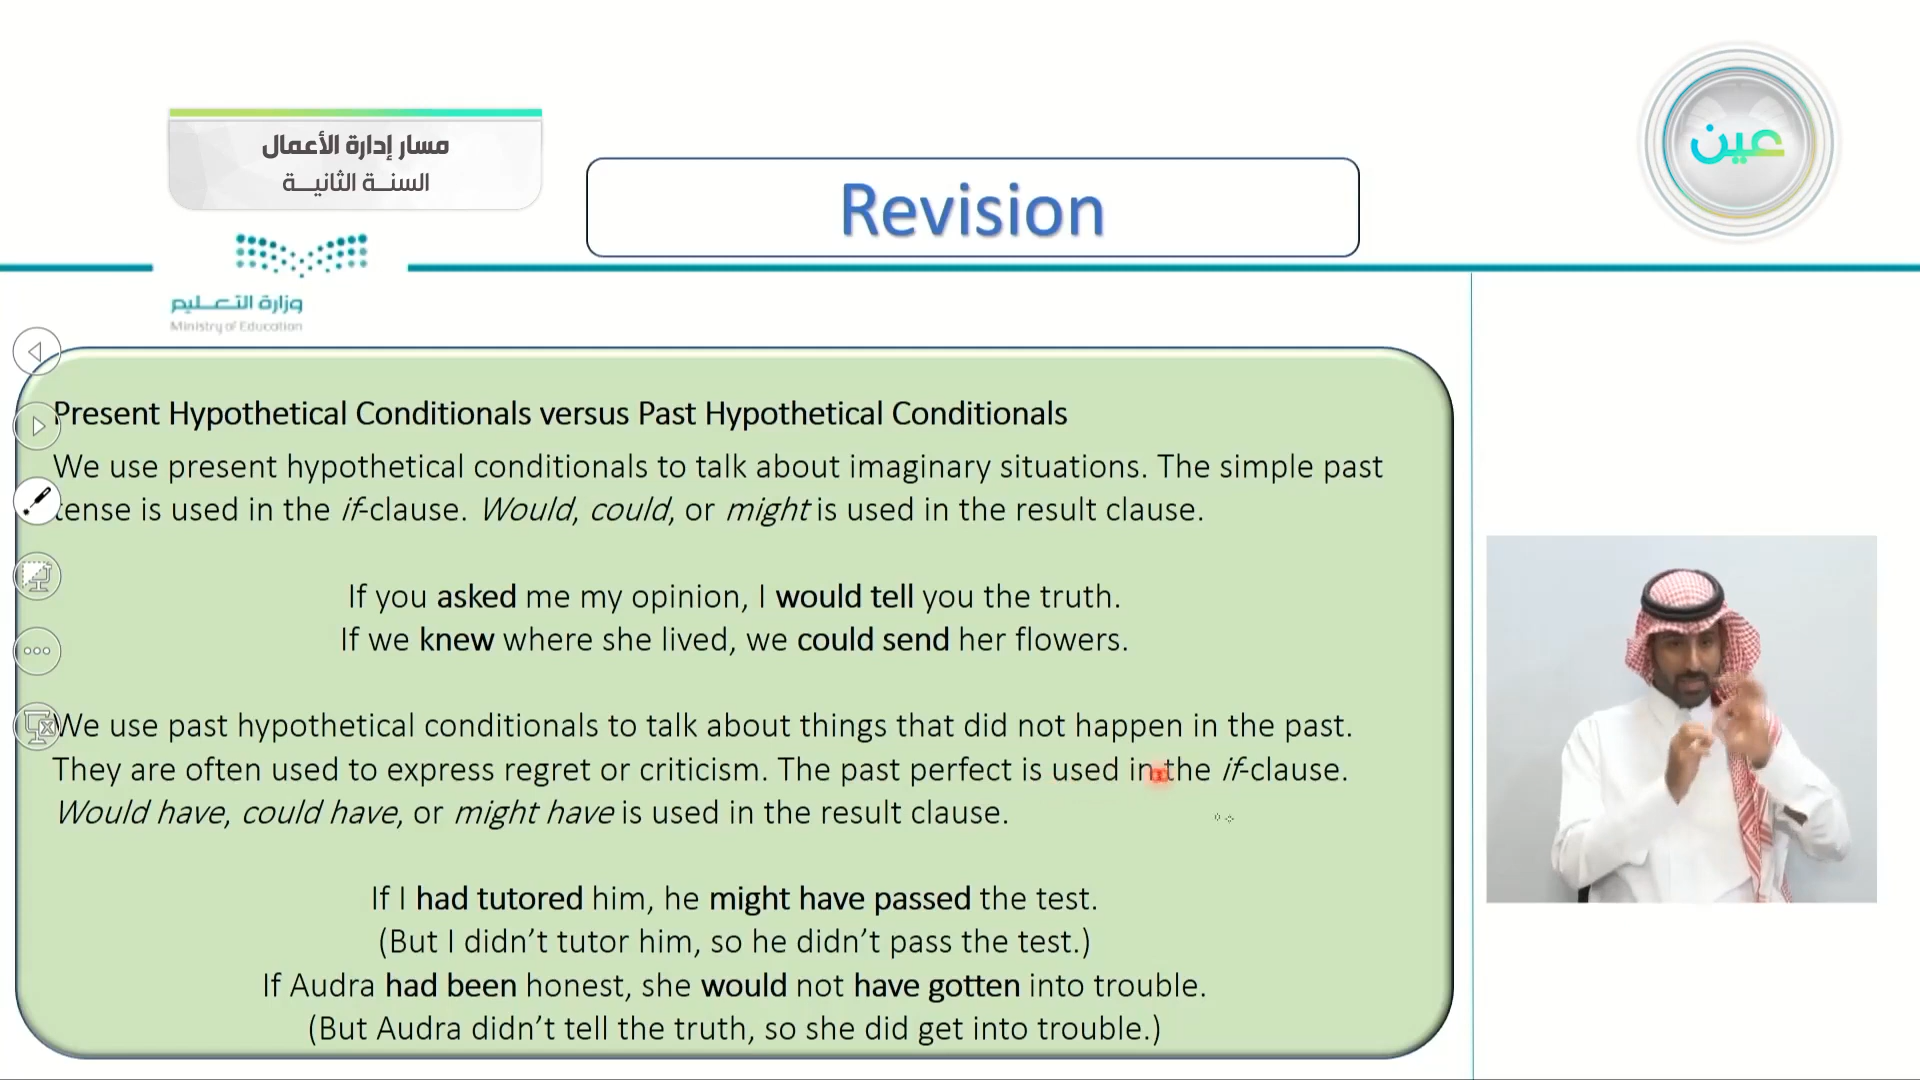 مسار إدارة الأعمال
السنة الثانية
عين
Revision
وزارة التعليم
Ministry of Education
Present Hypothetical Conditionals versus Past Hypothetical Conditionals
We use present hypothetical conditionals to talk about imaginary situations. The simple past
tense is used in the if-clause. Would, could, or might is used in the result clause.
If you asked me my opinion, I would tell you the truth.
If we knew where she lived, we could send her flowers.
We use past hypothetical conditionals to talk about things that did not happen in the past.
They are often used to express regret or criticism. The past perfect is used in the if-clause.
Would have, could have, or might have is used in the result clause.
If I had tutored him, he might have passed the test.
(But I didn’t tutor him, so he didn’t pass the test.)
If Audra had been honest, she would not have gotten into trouble.
(But Audra didn’t tell the truth, so she did get into trouble.)